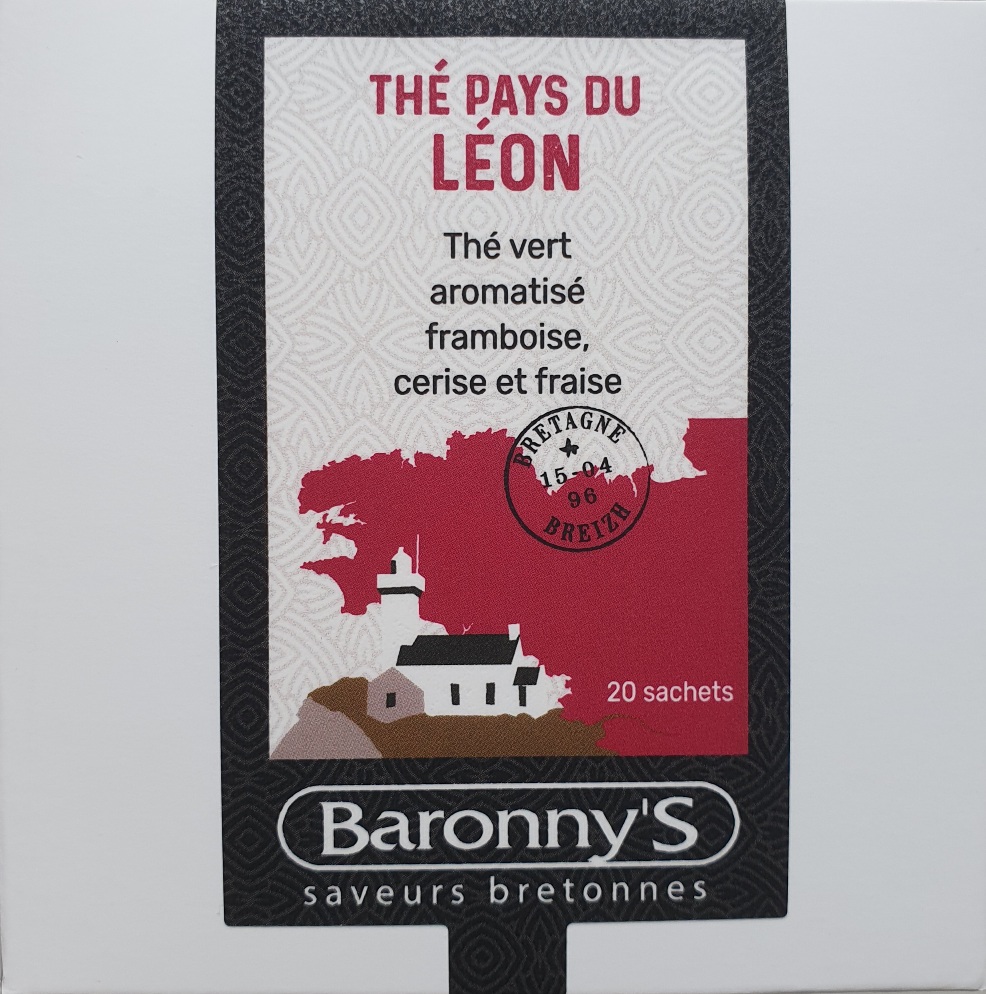 THÉ PAYS DU
LÉON
Thé vert
aromatisé
framboise,
cerise et fraise
BRETAGNE
15-04
96
BREIZH
20 sachets
Baronny'S
saveurs bretonnes